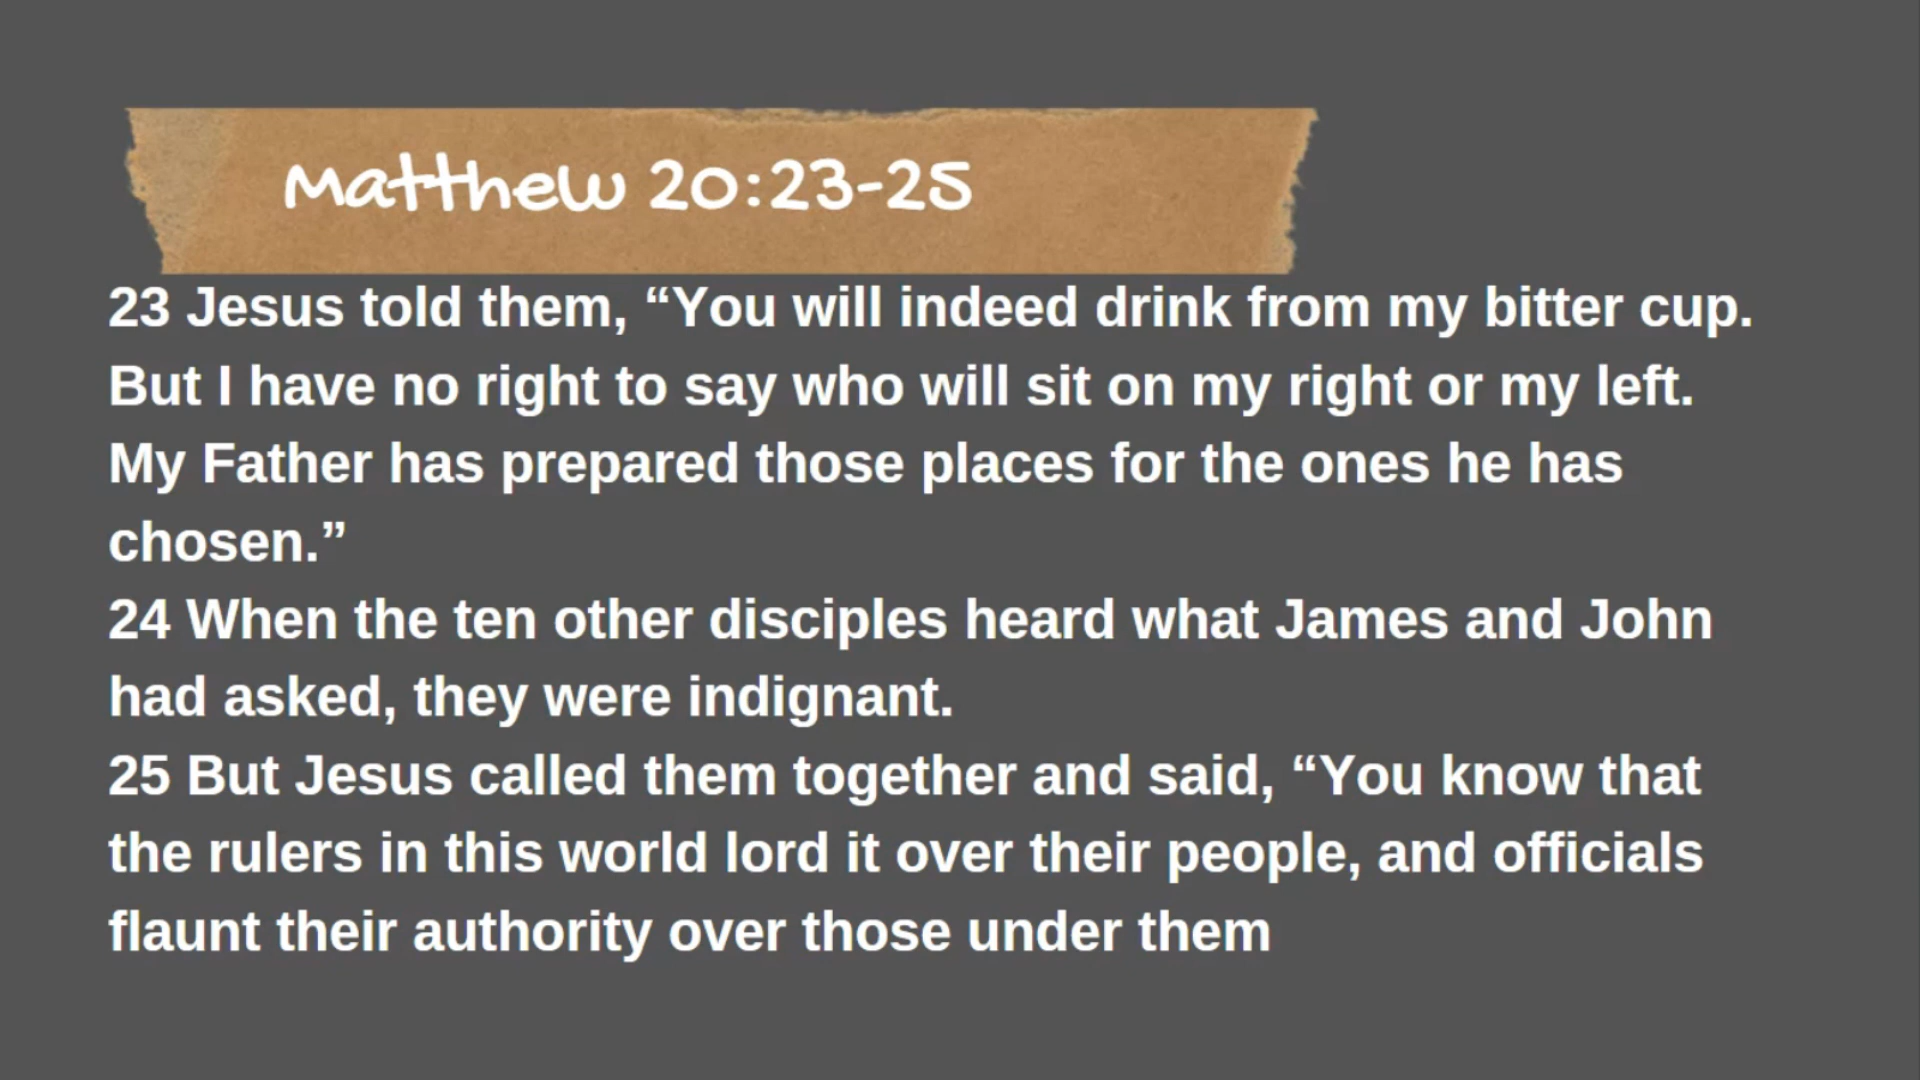 Matthew 20:23-25
23 Jesus told them, “You will indeed drink from my bitter cup.
But I have no right to say who will sit on my right or my left.
My Father has prepared those places for the ones he has
chosen.”
24 When the ten other disciples heard what James and John
had asked, they were indignant.
25 But Jesus called them together and said, “You know that
the rulers in this world lord it over their people, and officials
flaunt their authority over those under them